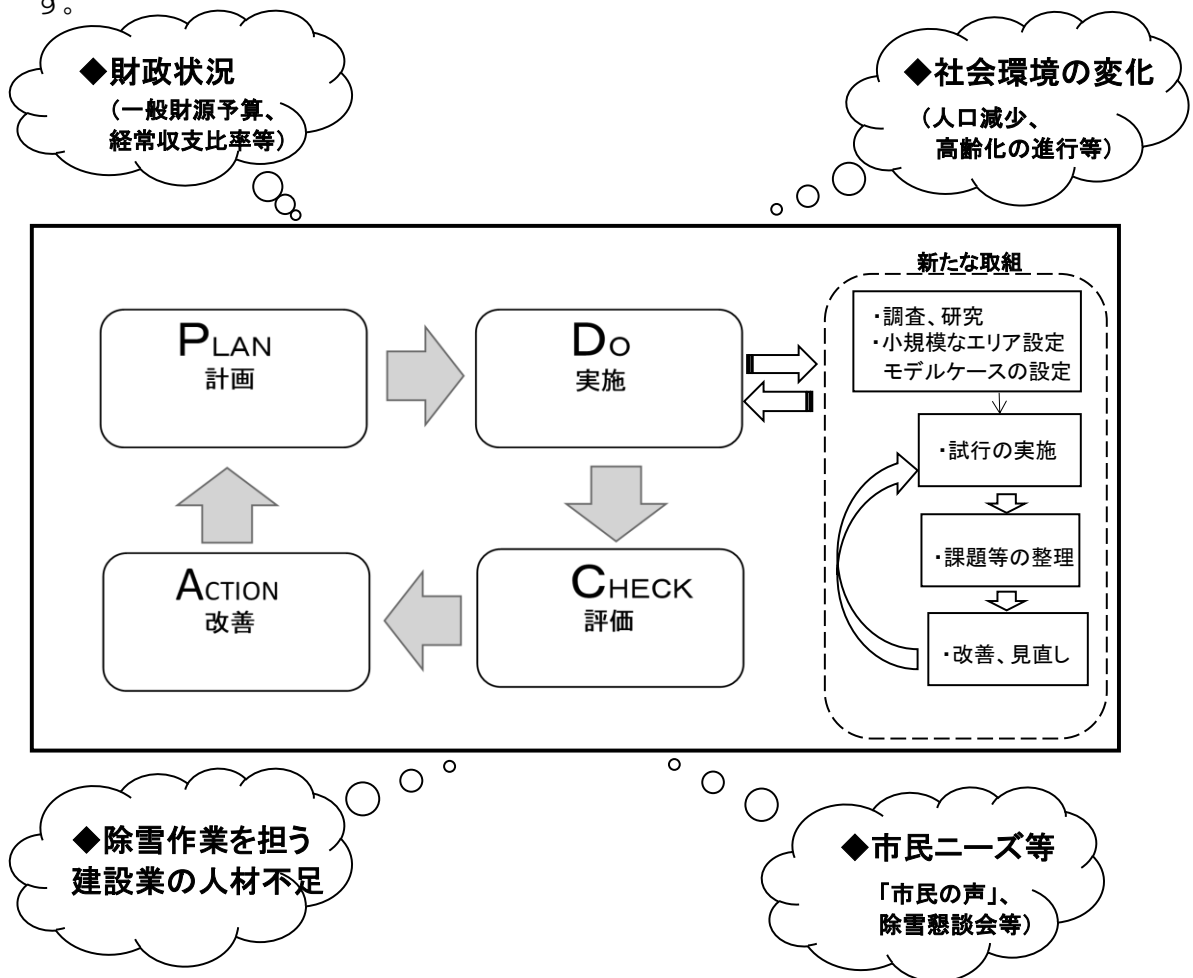 す。
◆財政状況
（一般財源予算、
経常収支比率等）
◆社会環境の変化
（人口減少、
高齢化の進行等）
新たな取組
PLAN
計画
DO
実施
・調査、研究
・小規模なエリア設定
モデルケースの設定
・試行の実施
・課題等の整理
・改善、見直し
ACTION
改善
CHECK
評価
◆除雪作業を担う
建設業の人材不足
◆市民ニーズ等
「市民の声」、
除雪懇談会等）